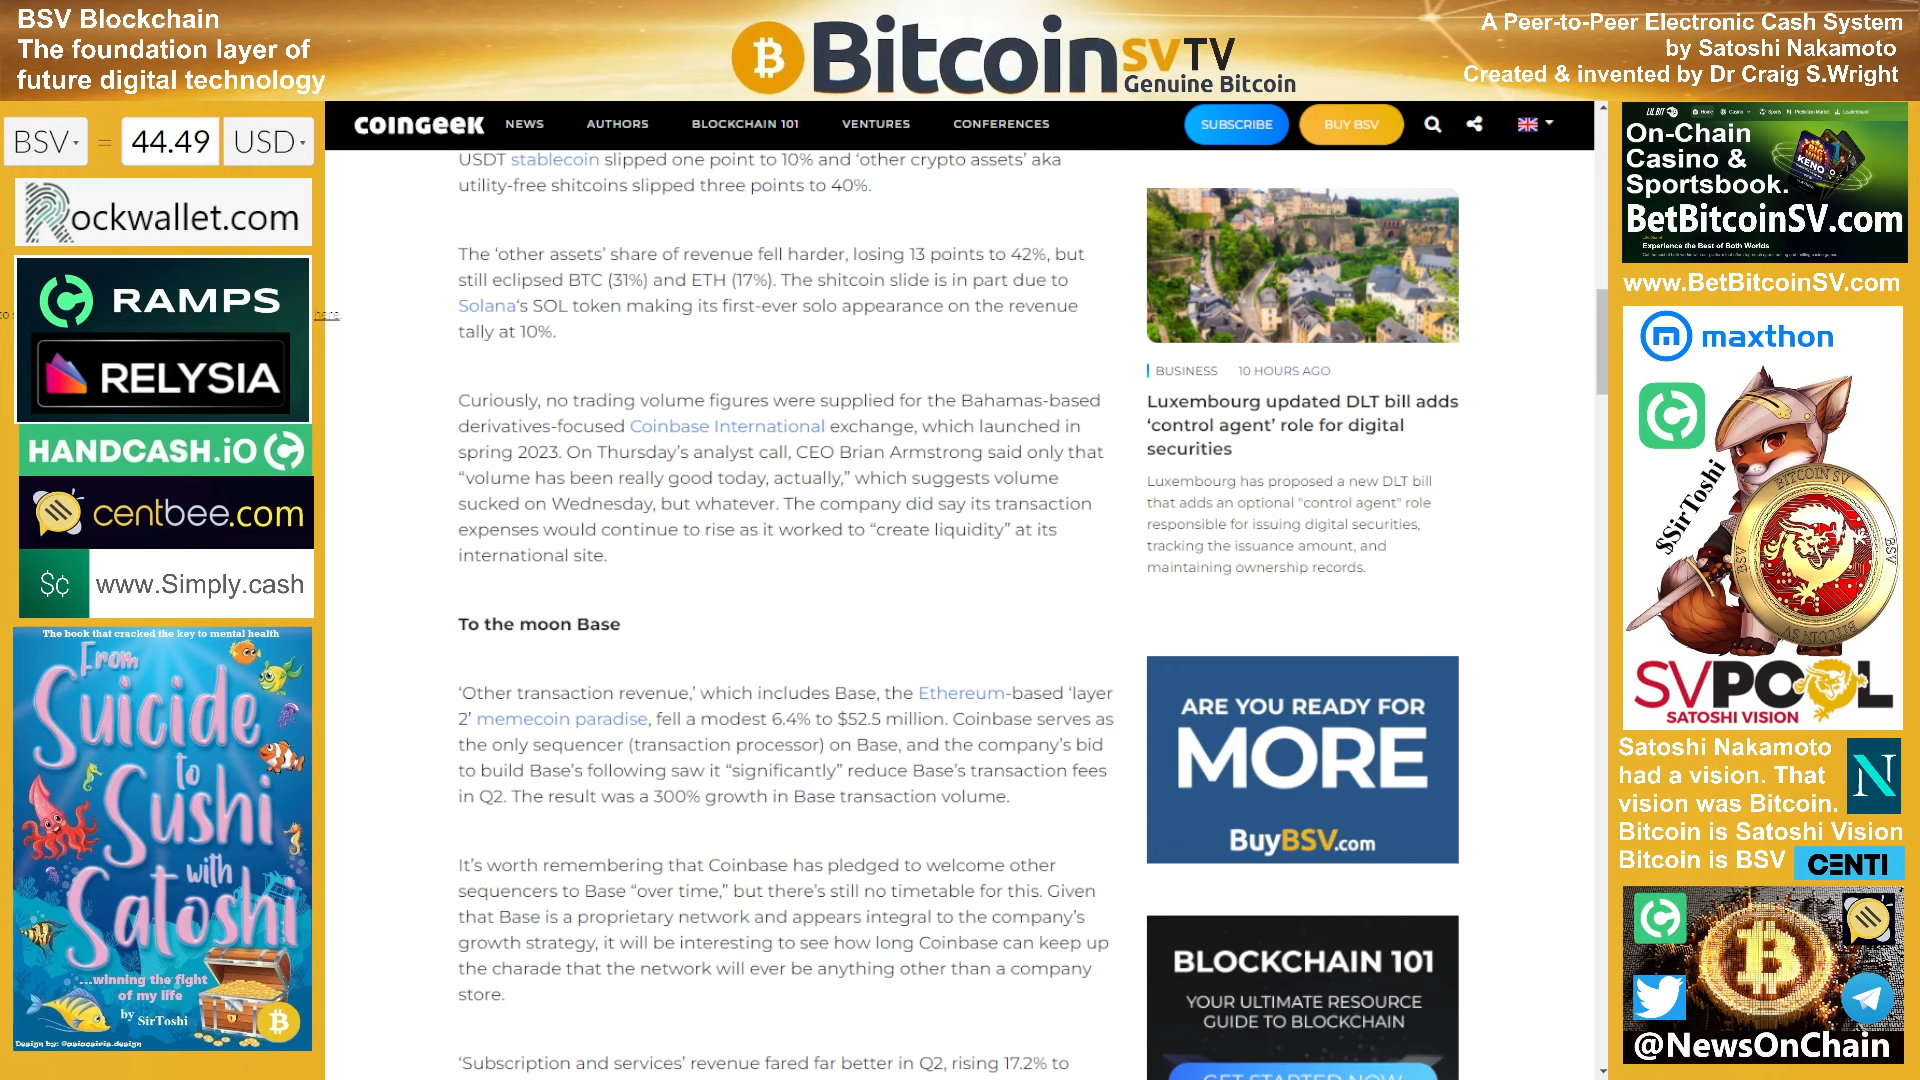 BSV Blockchain
The foundation layer of
future digital technology
Bitcoin SVTV
Genuine Bitcoin
A Peer-to-Peer Electronic Cash System
by Satoshi Nakamoto
Created & invented by Dr Craig S.Wright
BSV = 44.49 USD
Rockwallet.com
RAMPS
RELYSIA
HANDCASH.iO
centbee.com
$¢ www.Simply.cash
The book that cracked the key to mental health
From
Suicide
to
Sushi
with
Satoshi
...winning the fight
of my life
by SirToshi
here.
COINGEEK NEWS AUTHORS BLOCKCHAIN 101 VENTURES CONFERENCES SUBSCRIBE BUY BSV
USDT stablecoin slipped one point to 10% and ‘other crypto assets’ aka
utility-free shitcoins slipped three points to 40%.
The ‘other assets’ share of revenue fell harder, losing 13 points to 42%, but
still eclipsed BTC (31%) and ETH (17%). The shitcoin slide is in part due to
Solana‘s SOL token making its first-ever solo appearance on the revenue
tally at 10%.
Curiously, no trading volume figures were supplied for the Bahamas-based
derivatives-focused Coinbase International exchange, which launched in
spring 2023. On Thursday’s analyst call, CEO Brian Armstrong said only that
“volume has been really good today, actually,” which suggests volume
sucked on Wednesday, but whatever. The company did say its transaction
expenses would continue to rise as it worked to “create liquidity” at its
international site.
To the moon Base
‘Other transaction revenue,’ which includes Base, the Ethereum-based ‘layer
2’ memecoin paradise, fell a modest 6.4% to $52.5 million. Coinbase serves as
the only sequencer (transaction processor) on Base, and the company’s bid
to build Base’s following saw it “significantly” reduce Base’s transaction fees
in Q2. The result was a 300% growth in Base transaction volume.
It’s worth remembering that Coinbase has pledged to welcome other
sequencers to Base “over time,” but there’s still no timetable for this. Given
that Base is a proprietary network and appears integral to the company’s
growth strategy, it will be interesting to see how long Coinbase can keep up
the charade that the network will ever be anything other than a company
store.
‘Subscription and services’ revenue fared far better in Q2, rising 17.2% to
BUSINESS 10 HOURS AGO
Luxembourg updated DLT bill adds
‘control agent’ role for digital
securities
Luxembourg has proposed a new DLT bill
that adds an optional "control agent" role
responsible for issuing digital securities,
tracking the issuance amount, and
maintaining ownership records.
ARE YOU READY FOR
MORE
BuyBSV.com
BLOCKCHAIN 101
YOUR ULTIMATE RESOURCE
GUIDE TO BLOCKCHAIN
GET STARTED NOW
On-Chain
Casino &
Sportsbook.
KENO
BetBitcoinSV.com
Experience the Best of Both Worlds
www.BetBitcoinSV.com
maxthon
$SirToshi
BITCOIN SV
BSV
SVPOOL
SATOSHI VISION
Satoshi Nakamoto
had a vision. That
vision was Bitcoin.
Bitcoin is Satoshi Vision
Bitcoin is BSV CENTI
@NewsOnChain